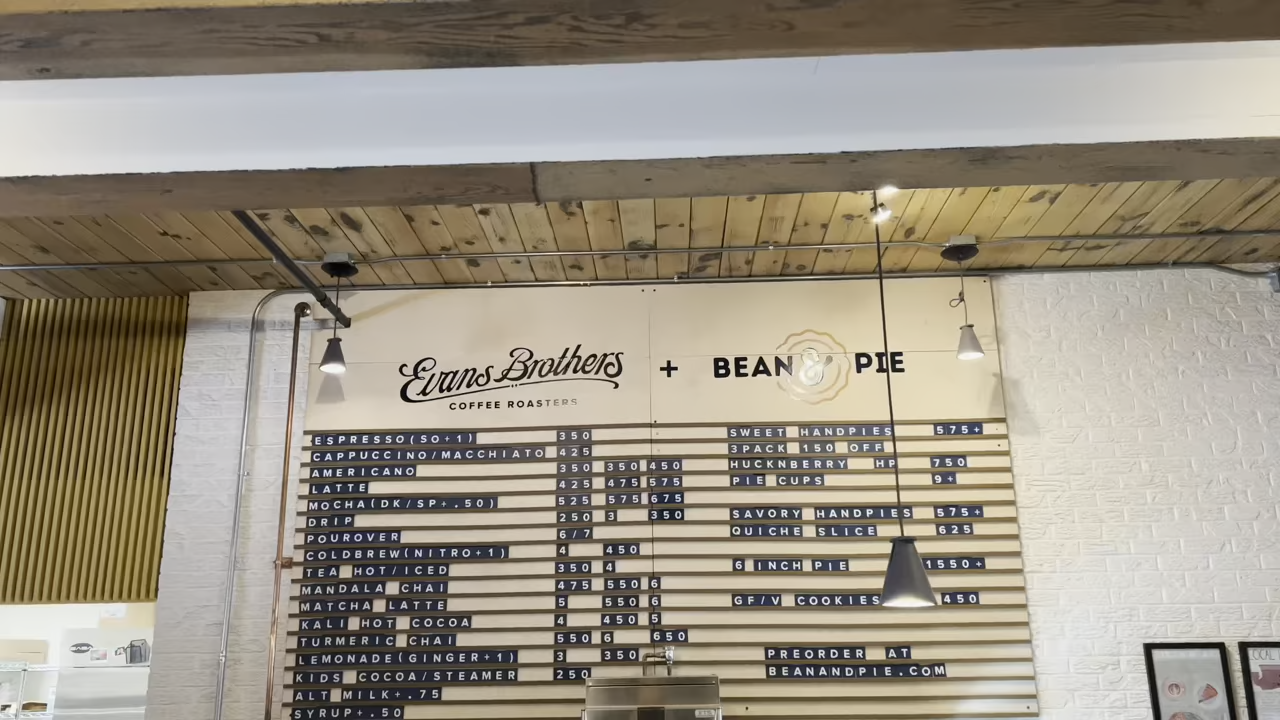 Evans Brothers
COFFEE ROASTERS
+
BEAN & PIE
ESPRESSO(SO+1) 350
CAPPUCCINO/MACCHIATO 425
AMERICANO 350 350 450
LATTE 425 475 575
MOCHA(DK/SP+.50) 525 575 675
DRIP 250 3 350
POUROVER 6/7
COLDBREW(NITRO+1) 4 450
TEA HOT/ICED 350 4
MANDALA CHAI 475 550 6
MATCHA LATTE 5 550 6
KALI HOT COCOA 4 450 5
TURMERIC CHAI 550 6 650
LEMONADE(GINGER+1) 3 350
KIDS COCOA/STEAMER 250
ALT MILK+.75
SYRUP+.50
SWEET HANDPIES 575+
3PACK 150 OFF
HUCKNBERRY HP 750
PIE CUPS 9+
SAVORY HANDPIES 575+
QUICHE SLICE 625
6 INCH PIE 1550+
GF/V COOKIES 450
PREORDER AT
BEANANDPIE.COM